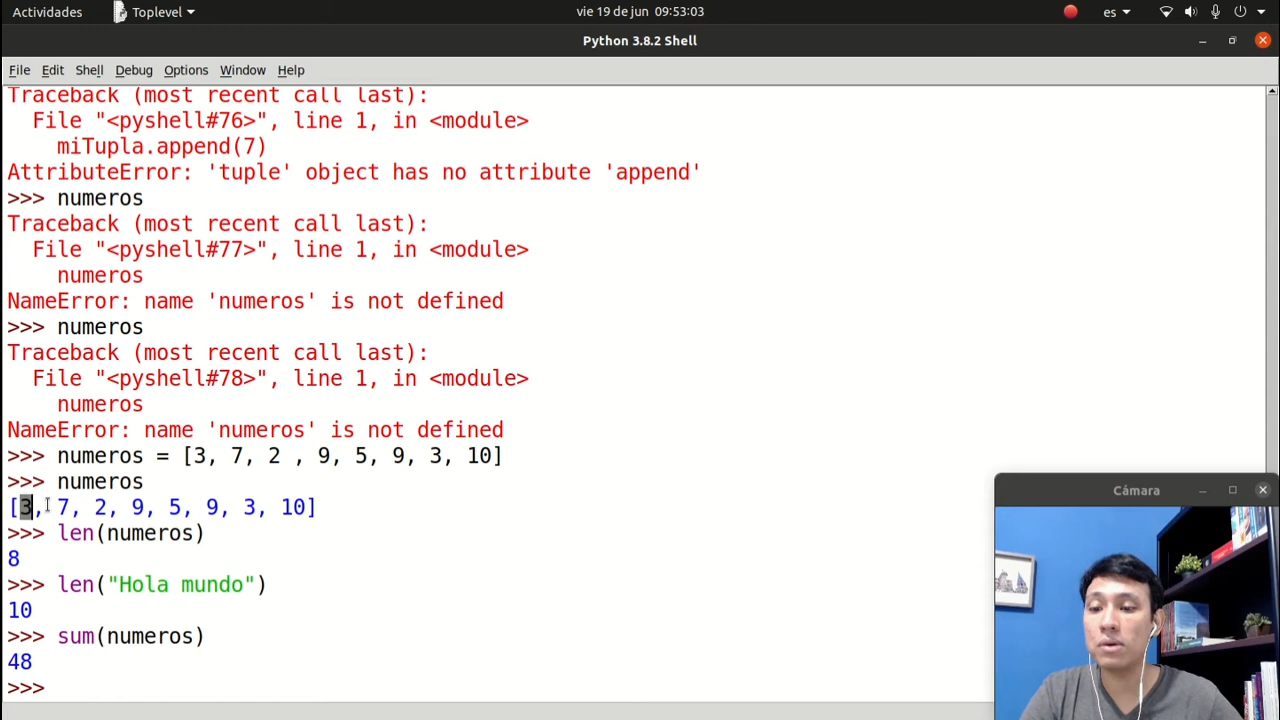 Actividades Toplevel vie 19 de jun 09:53:03 es
Python 3.8.2 Shell
File Edit Shell Debug Options Window Help
Traceback (most recent call last):
File "<pyshell#76>", line 1, in <module>
miTupla.append(7)
AttributeError: 'tuple' object has no attribute 'append'
>>> numeros
Traceback (most recent call last):
File "<pyshell#77>", line 1, in <module>
numeros
NameError: name 'numeros' is not defined
>>> numeros
Traceback (most recent call last):
File "<pyshell#78>", line 1, in <module>
numeros
NameError: name 'numeros' is not defined
>>> numeros = [3, 7, 2 , 9, 5, 9, 3, 10]
>>> numeros
[3, 7, 2, 9, 5, 9, 3, 10]
>>> len(numeros)
8
>>> len("Hola mundo")
10
>>> sum(numeros)
48
>>>
Cámara